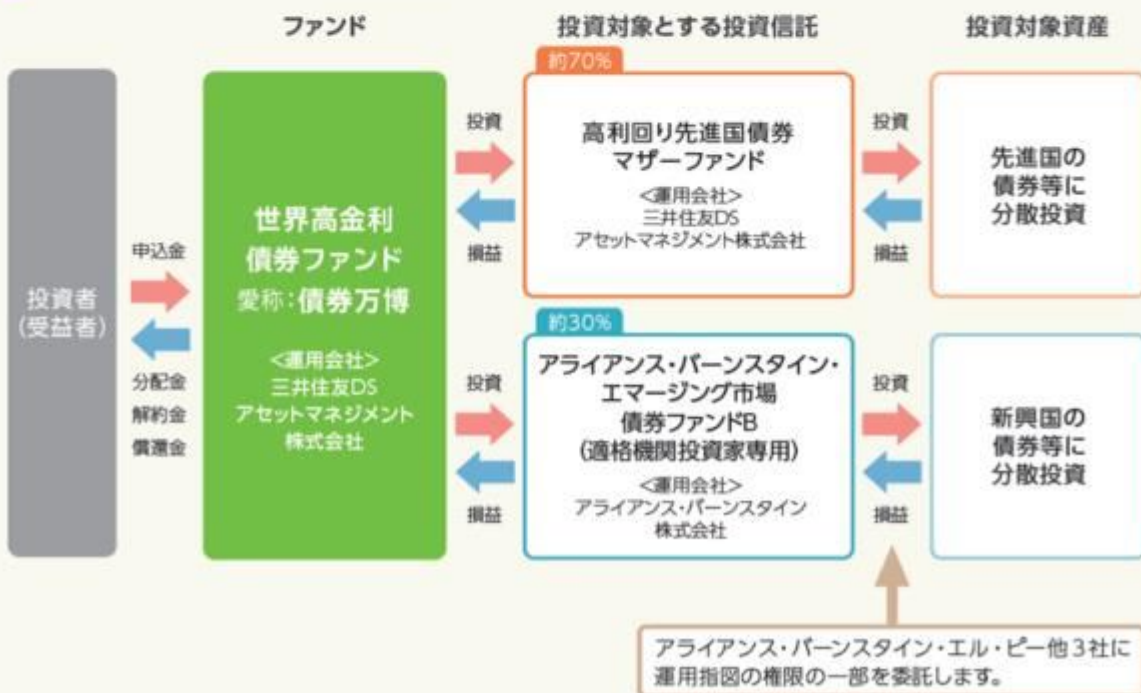 ファンド
投資対象とする投資信託
投資対象資産
投資者
(受益者)
申込金
分配金
解約金
償還金
世界高金利
債券ファンド
愛称:債券万博
<運用会社>
三井住友DS
アセットマネジメント
株式会社
投資
損益
約70%
高利回り先進国債券
マザーファンド
<運用会社>
三井住友DS
アセットマネジメント株式会社
投資
損益
先進国の
債券等に
分散投資
投資
損益
約30%
アライアンス・バーンスタイン・
エマージング市場
債券ファンドB
(適格機関投資家専用)
<運用会社>
アライアンス・バーンスタイン
株式会社
投資
損益
新興国の
債券等に
分散投資
アライアンス・バーンスタイン・エル・ピー他3社に
運用指図の権限の一部を委託します。